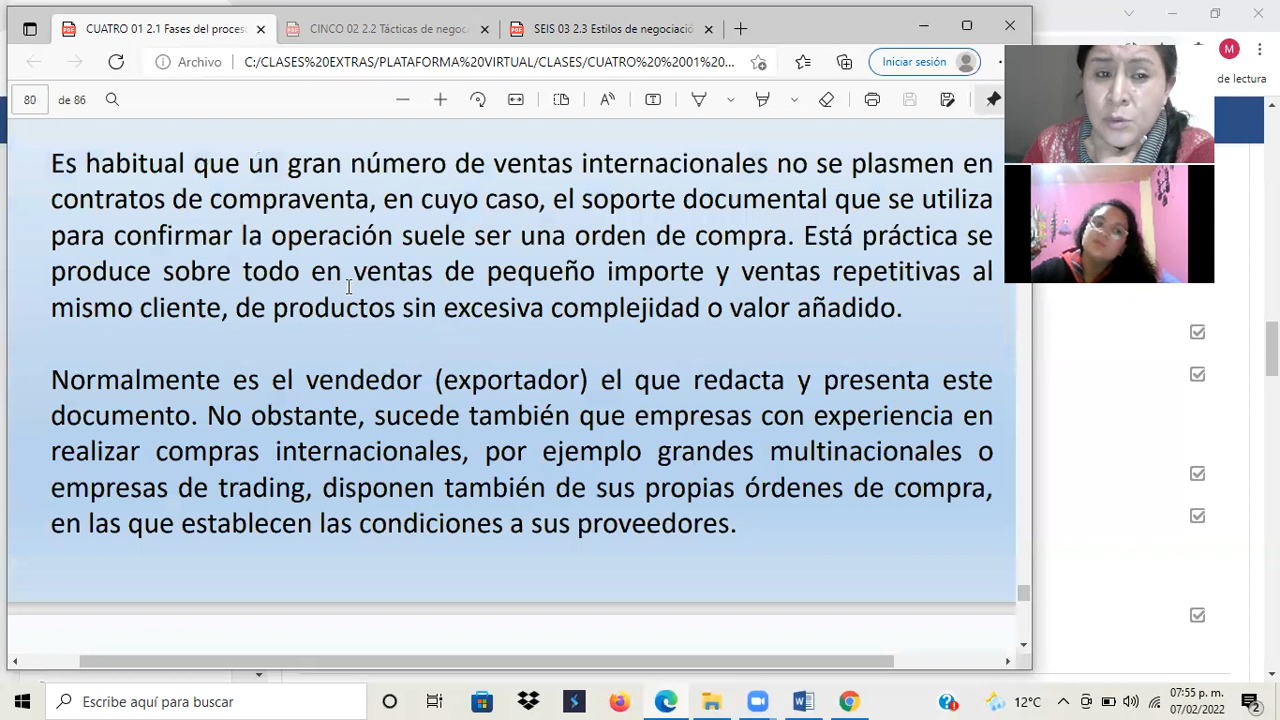 CUATRO 01 2.1 Fases del proces
CINCO 02 2.2 Tácticas de negoc
SEIS 03 2.3 Estilos de negociació
M
Archivo
C:/CLASES%20EXTRAS/PLATAFORMA%20VIRTUAL/CLASES/CUATRO%20%2001%20...
Iniciar sesión
de lectura
80 de 86
Es habitual que un gran número de ventas internacionales no se plasmen en
contratos de compraventa, en cuyo caso, el soporte documental que se utiliza
para confirmar la operación suele ser una orden de compra. Está práctica se
produce sobre todo en ventas de pequeño importe y ventas repetitivas al
mismo cliente, de productos sin excesiva complejidad o valor añadido.
Normalmente es el vendedor (exportador) el que redacta y presenta este
documento. No obstante, sucede también que empresas con experiencia en
realizar compras internacionales, por ejemplo grandes multinacionales o
empresas de trading, disponen también de sus propias órdenes de compra,
en las que establecen las condiciones a sus proveedores.
Escribe aquí para buscar
12°C
07:55 p. m.
07/02/2022
2